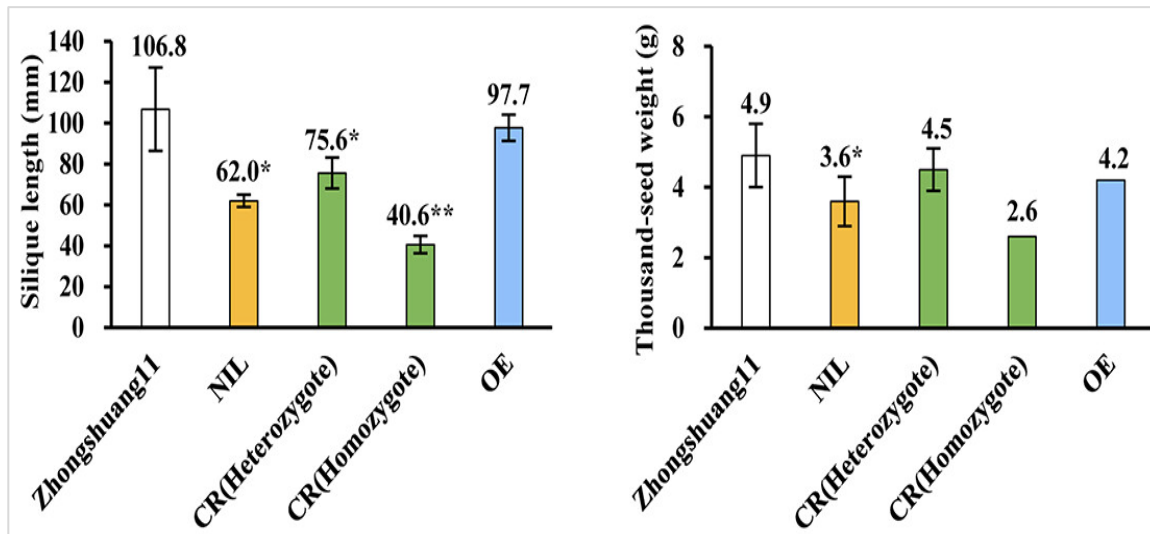 Silique length (mm)
140
120
100
80
60
40
20
0
106.8
62.0*
75.6*
40.6**
97.7
Zhongshuang11
NIL
CR(Heterozygote)
CR(Homozygote)
OE
Thousand-seed weight (g)
8
6
4
2
0
4.9
3.6*
4.5
2.6
4.2
Zhongshuang11
NIL
CR(Heterozygote)
CR(Homozygote)
OE